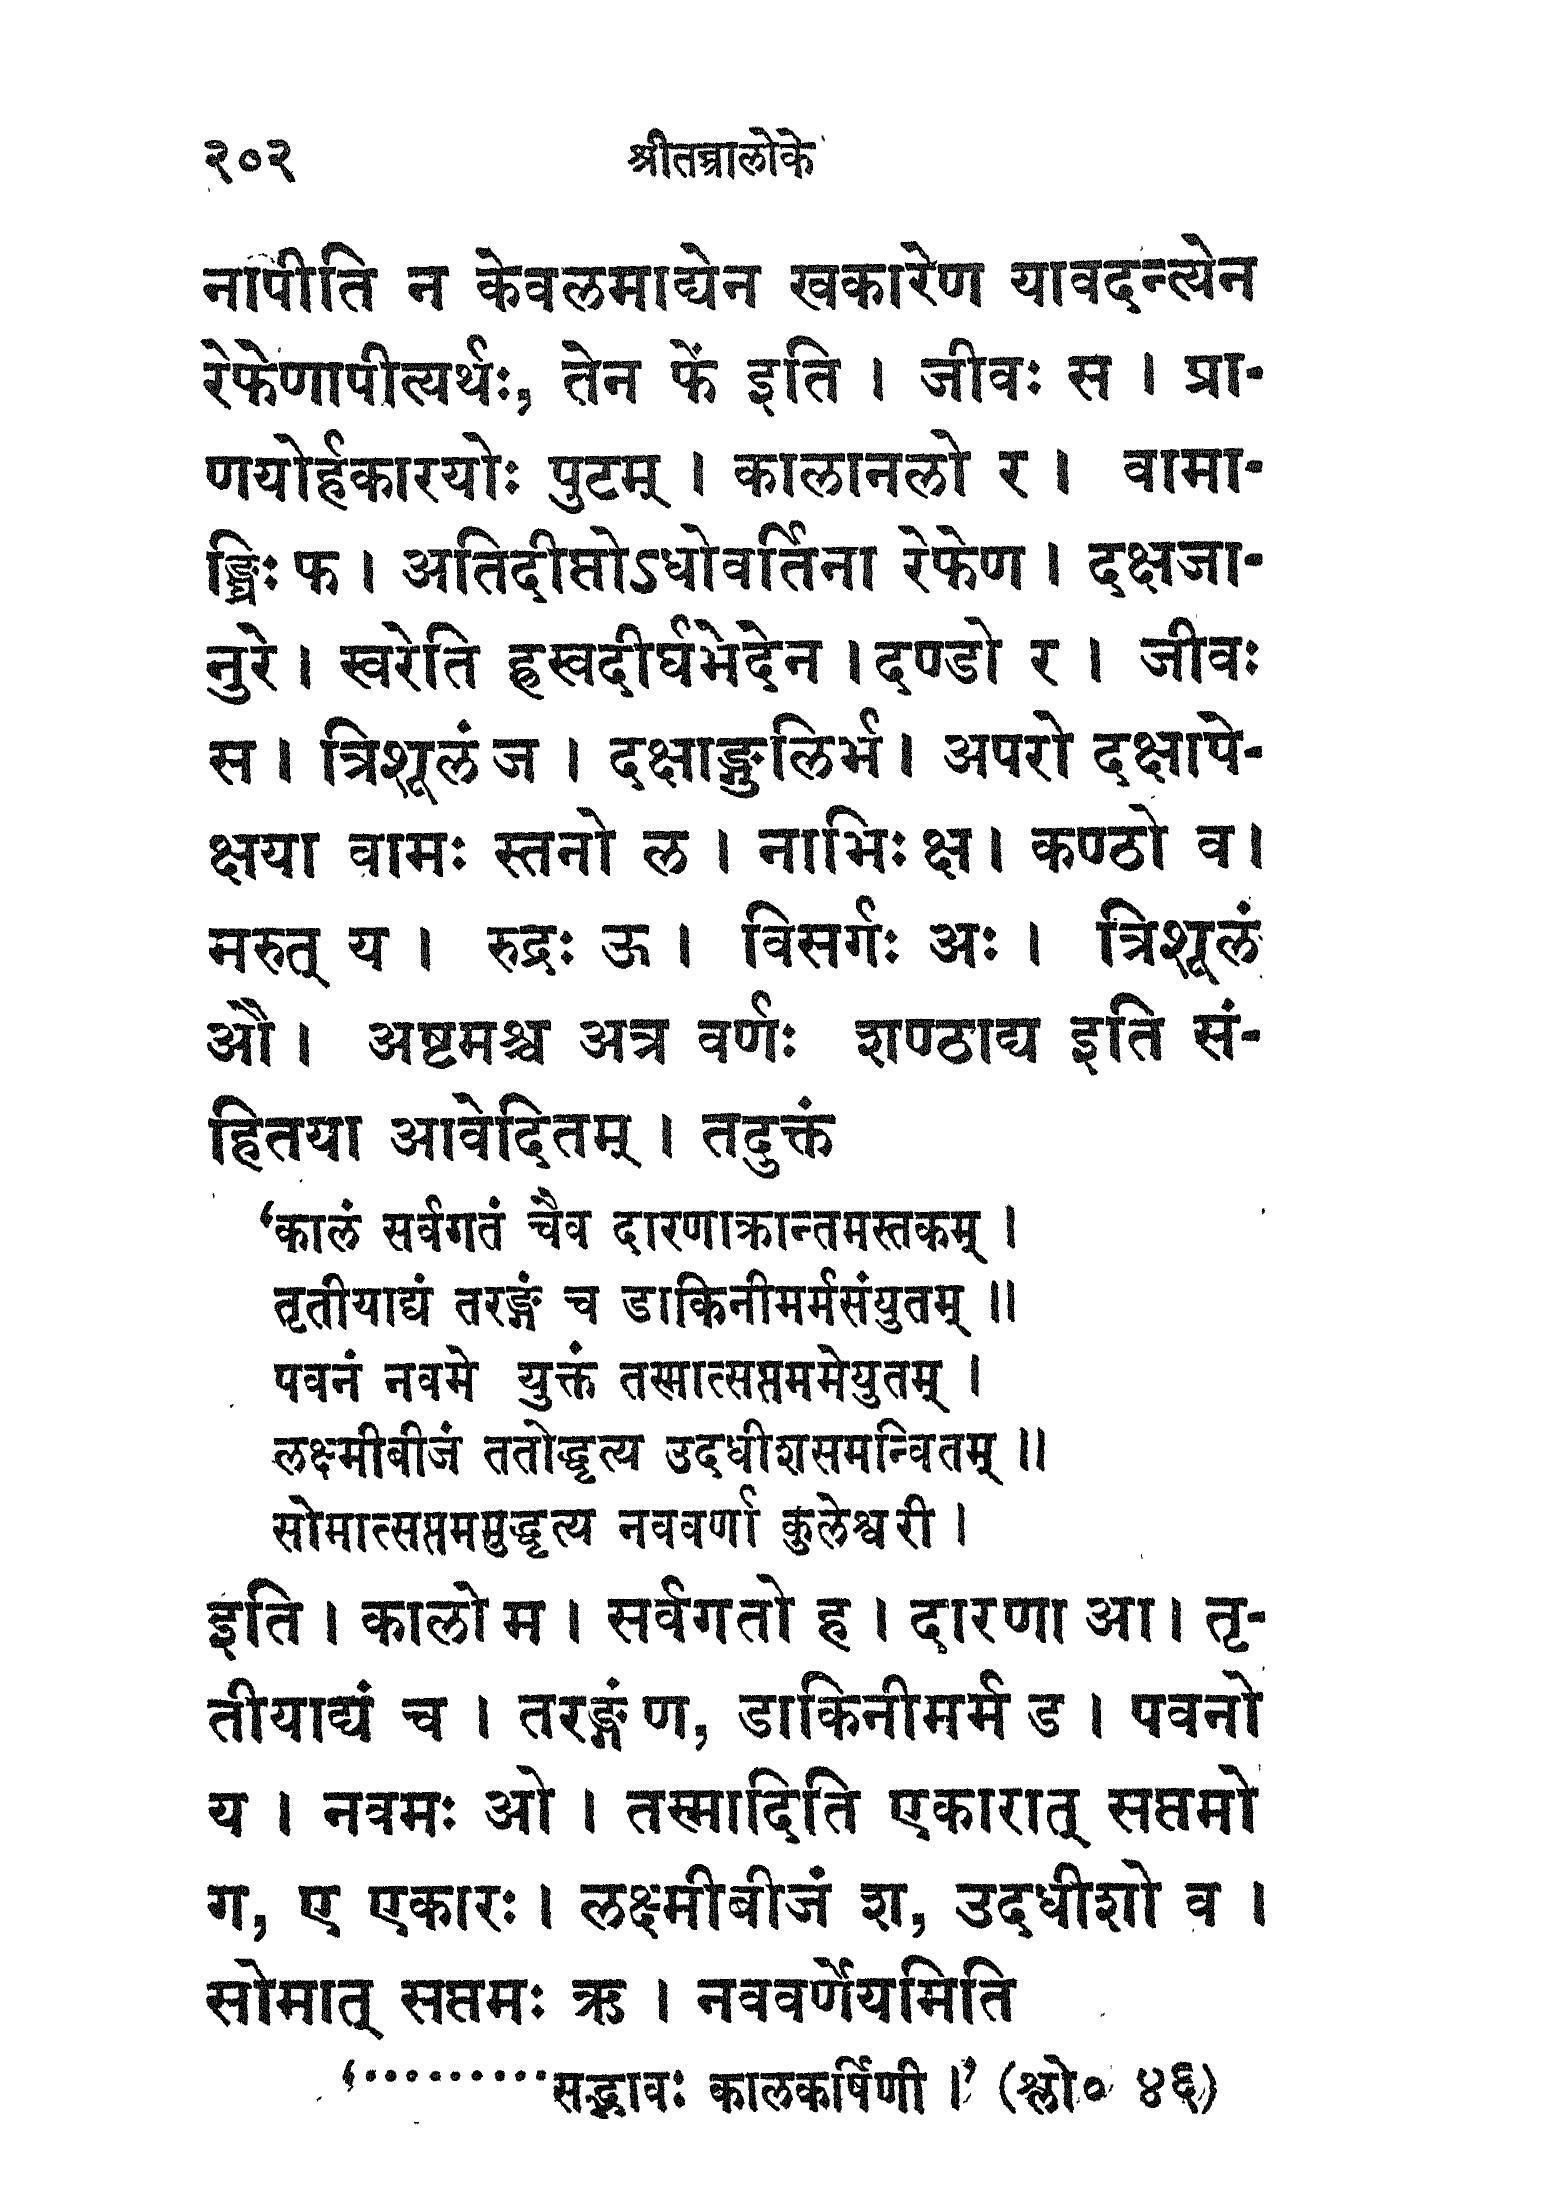 २०२ श्रीतन्त्रालोके
नापीति न केवलमाद्येन खकारेण यावदन्त्येन
रेफेणापीत्यर्थः, तेन फें इति । जीवः स । प्रा-
णयोर्हकारयोः पुटम् । कालानलो र । वामा-
ङ्घ्रिः फ । अतिदीप्तोऽधोवर्तिना रेफेण । दक्षजा-
नुरे । स्वरेति ह्रस्वदीर्घभेदेन । दण्डो र । जीवः
स । त्रिशूलं ज । दक्षाङ्गुलिर्भ । अपरो दक्षापे-
क्षया वामः स्तनो ल । नाभिः क्ष । कण्ठो व ।
मरुत् य । रुद्रः ऊ । विसर्गः अः । त्रिशूलं
औ । अष्टमश्च अत्र वर्णः शण्ठाद्य इति सं-
हितया आवेदितम् । तदुक्तं
‘कालं सर्वगतं चैव दारणाक्रान्तमस्तकम् ।
तृतीयाद्यं तरङ्गं च डाकिनीमर्मसंयुतम् ॥
पवनं नवमे युक्तं तस्मात्सप्तममेयुतम् ।
लक्ष्मीबीजं ततोद्धृत्य उदधीशसमन्वितम् ॥
सोमात्सप्तममुद्धृत्य नववर्णा कुलेश्वरी ।
इति । कालो म । सर्वगतो ह । दारणा आ । तृ-
तीयाद्यं च । तरङ्गं ण, डाकिनीमर्म ड । पवनो
य । नवमः ओ । तस्मादिति एकारात् सप्तमो
ग, ए एकारः । लक्ष्मीबीजं श, उदधीशो व ।
सोमात् सप्तमः ऋ । नववर्णेयमिति
‘··········सद्भावः कालकर्षिणी ।’ (श्लो० ४६)